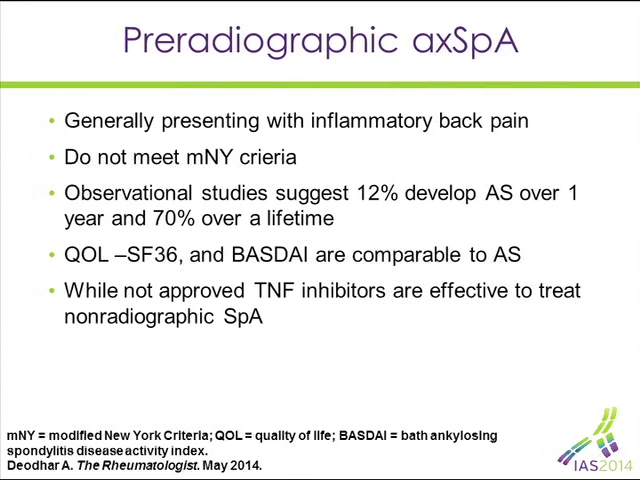 Preradiographic axSpA
• Generally presenting with inflammatory back pain
• Do not meet mNY crieria
• Observational studies suggest 12% develop AS over 1
year and 70% over a lifetime
• QOL –SF36, and BASDAI are comparable to AS
• While not approved TNF inhibitors are effective to treat
nonradiographic SpA
mNY = modified New York Criteria; QOL = quality of life; BASDAI = bath ankylosing
spondylitis disease activity index.
Deodhar A. The Rheumatologist. May 2014.
IAS2014